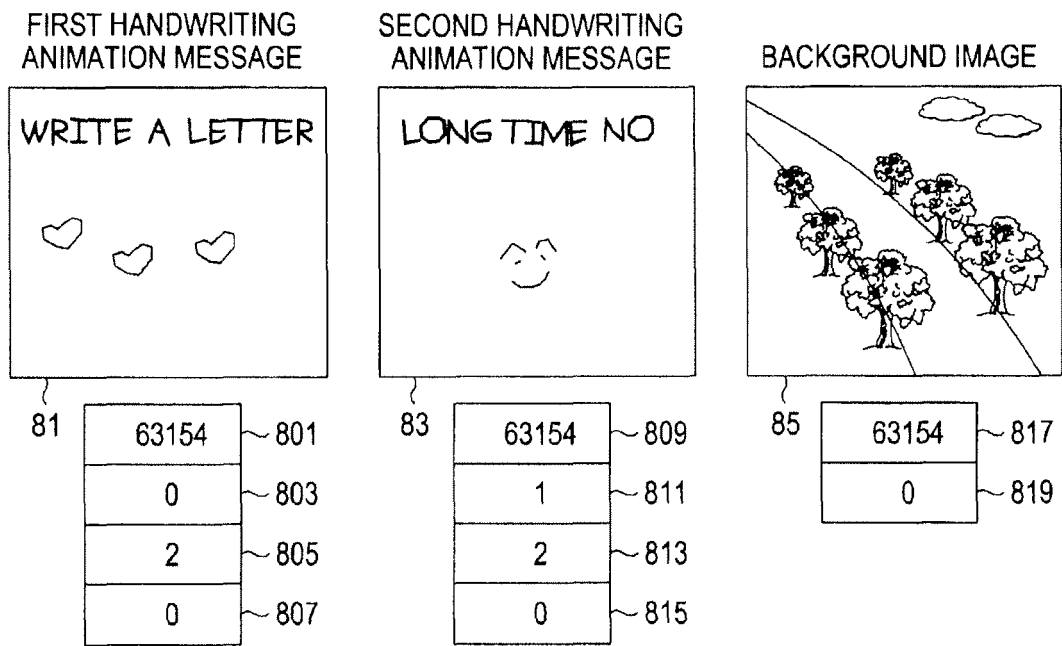 FIRST HANDWRITING
ANIMATION MESSAGE
SECOND HANDWRITING
ANIMATION MESSAGE
BACKGROUND IMAGE
WRITE A LETTER
LONG TIME NO
81
83
85
63154 801
0 803
2 805
0 807
63154 809
1 811
2 813
0 815
63154 817
0 819